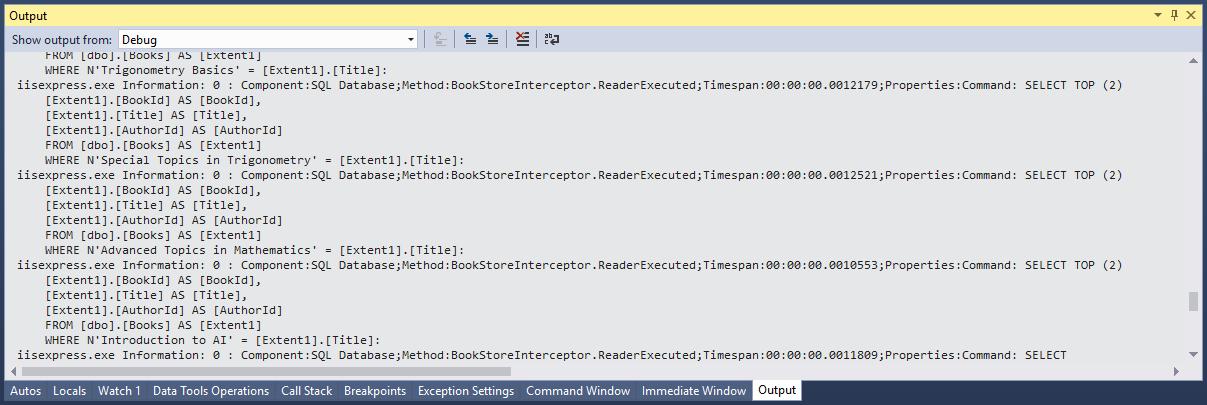 Output
Show output from: Debug
FROM [dbo].[Books] AS [Extent1]
WHERE N'Trigonometry Basics' = [Extent1].[Title]:
iisexpress.exe Information: 0 : Component:SQL Database;Method:BookStoreInterceptor.ReaderExecuted;Timespan:00:00:00.0012179;Properties:Command: SELECT TOP (2)
[Extent1].[BookId] AS [BookId],
[Extent1].[Title] AS [Title],
[Extent1].[AuthorId] AS [AuthorId]
FROM [dbo].[Books] AS [Extent1]
WHERE N'Special Topics in Trigonometry' = [Extent1].[Title]:
iisexpress.exe Information: 0 : Component:SQL Database;Method:BookStoreInterceptor.ReaderExecuted;Timespan:00:00:00.0012521;Properties:Command: SELECT TOP (2)
[Extent1].[BookId] AS [BookId],
[Extent1].[Title] AS [Title],
[Extent1].[AuthorId] AS [AuthorId]
FROM [dbo].[Books] AS [Extent1]
WHERE N'Advanced Topics in Mathematics' = [Extent1].[Title]:
iisexpress.exe Information: 0 : Component:SQL Database;Method:BookStoreInterceptor.ReaderExecuted;Timespan:00:00:00.0010553;Properties:Command: SELECT TOP (2)
[Extent1].[BookId] AS [BookId],
[Extent1].[Title] AS [Title],
[Extent1].[AuthorId] AS [AuthorId]
FROM [dbo].[Books] AS [Extent1]
WHERE N'Introduction to AI' = [Extent1].[Title]:
iisexpress.exe Information: 0 : Component:SQL Database;Method:BookStoreInterceptor.ReaderExecuted;Timespan:00:00:00.0011809;Properties:Command: SELECT
Autos Locals Watch 1 Data Tools Operations Call Stack Breakpoints Exception Settings Command Window Immediate Window Output